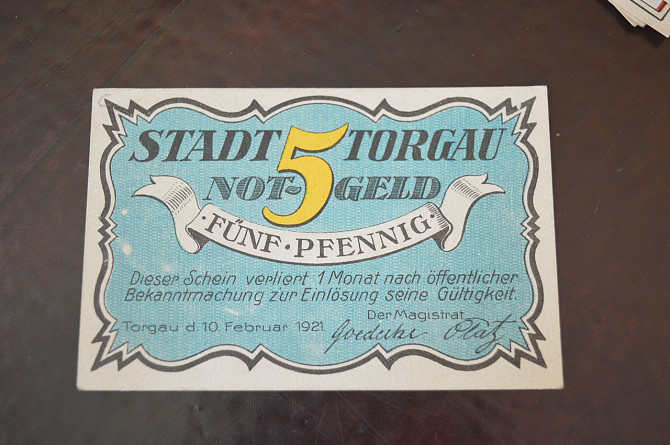 STADT 5 TORGAU
NOT- GELD
· FÜNF · PFENNIG ·
Dieser Schein verliert 1 Monat nach öffentlicher
Bekanntmachung zur Einlösung seine Gültigkeit.
Der Magistrat
Torgau d. 10. Februar 1921.